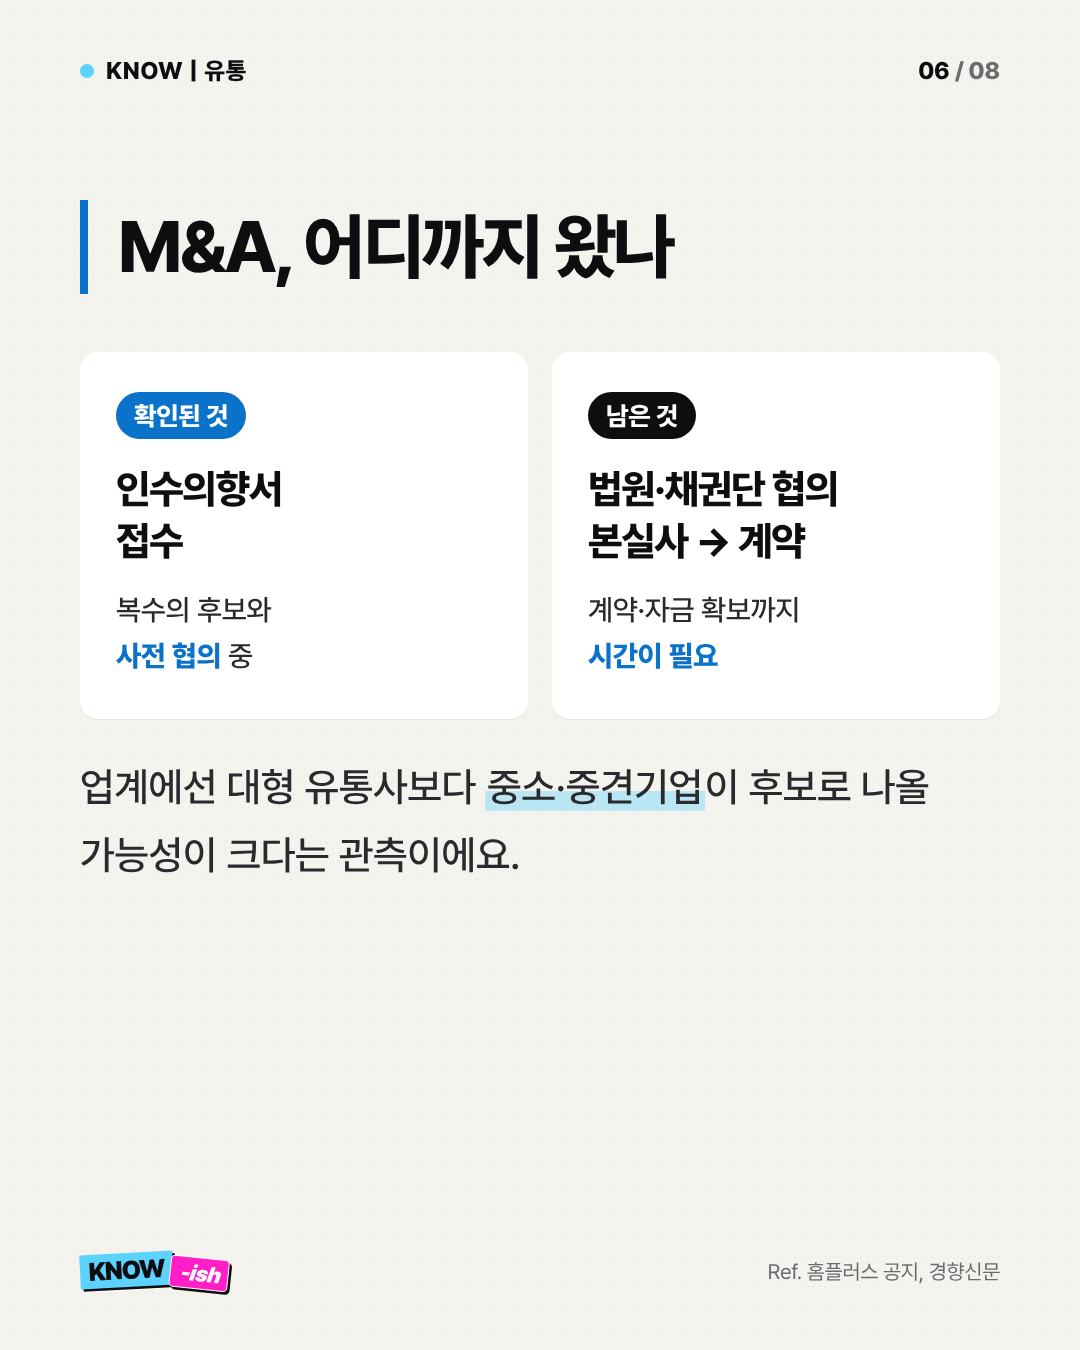 KNOW | 유통
06 / 08
M&A, 어디까지 왔나
확인된 것
인수의향서
접수
복수의 후보와
사전 협의 중
남은 것
법원·채권단 협의
본실사 → 계약
계약·자금 확보까지
시간이 필요
업계에선 대형 유통사보다 중소·중견기업이 후보로 나올
가능성이 크다는 관측이에요.
KNOW -ish
Ref. 홈플러스 공지, 경향신문